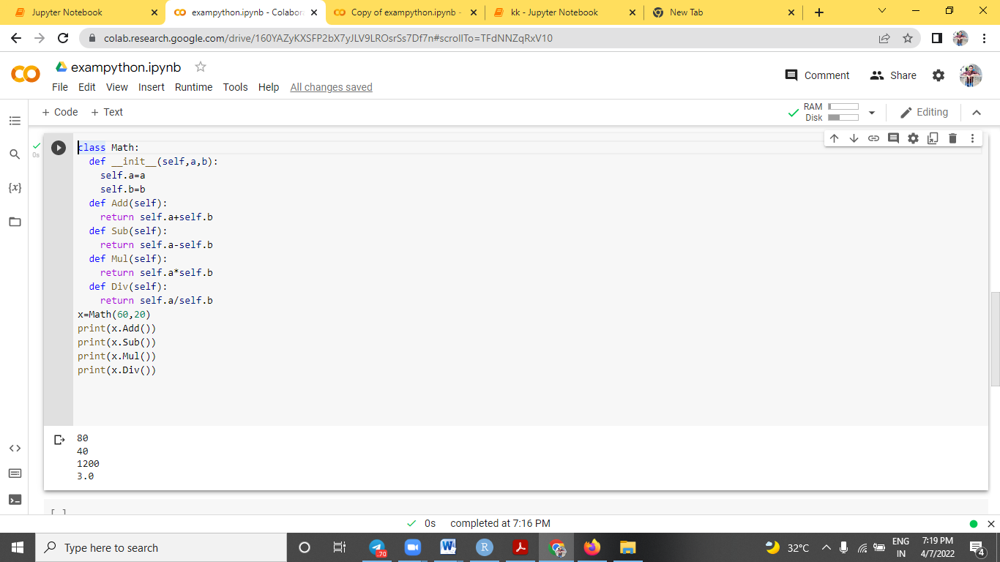 Jupyter Notebook
exampython.ipynb - Colabora
Copy of exampython.ipynb -
kk - Jupyter Notebook
New Tab
colab.research.google.com/drive/160YAZyKXSFP2bX7yJLV9LROsrSs7Df7n#scrollTo=TFdNNZqRxV10
exampython.ipynb
Comment
Share
File Edit View Insert Runtime Tools Help All changes saved
+ Code + Text
RAM
Disk
Editing
0s
{x}
class Math:
  def __init__(self,a,b):
    self.a=a
    self.b=b
  def Add(self):
    return self.a+self.b
  def Sub(self):
    return self.a-self.b
  def Mul(self):
    return self.a*self.b
  def Div(self):
    return self.a/self.b
x=Math(60,20)
print(x.Add())
print(x.Sub())
print(x.Mul())
print(x.Div())
80
40
1200
3.0
[ ]
0s completed at 7:16 PM
Type here to search
70
R
32°C
ENG
IN
7:19 PM
4/7/2022
4